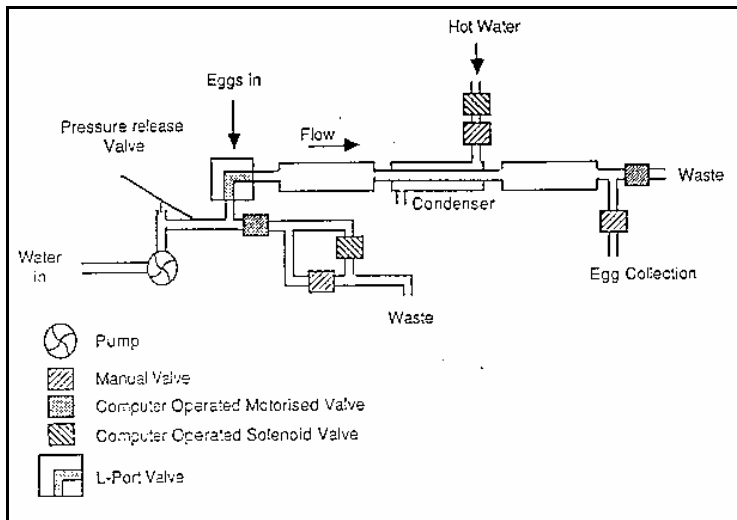 Hot Water
Eggs in
Pressure release
Valve
Flow
Waste
Condenser
Water
in
Egg Collection
Waste
Pump
Manual Valve
Computer Operated Motorised Valve
Computer Operated Solenoid Valve
L-Port Valve